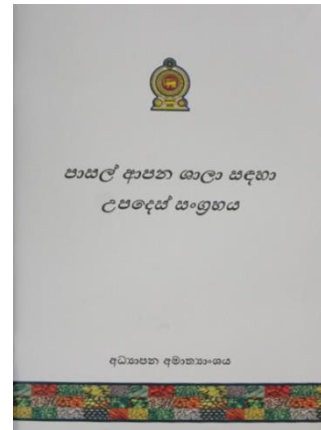 පාසල් ආපන ශාලා සඳහා
උපදෙස් සංග්‍රහය
අධ්‍යාපන අමාත්‍යාංශය